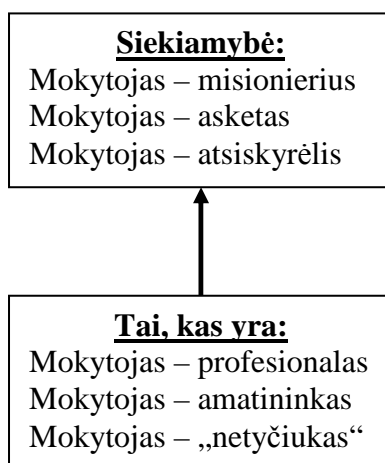 Siekiamybė:
Mokytojas – misionierius
Mokytojas – asketas
Mokytojas – atsiskyrėlis
Tai, kas yra:
Mokytojas – profesionalas
Mokytojas – amatininkas
Mokytojas – „netyčiukas“